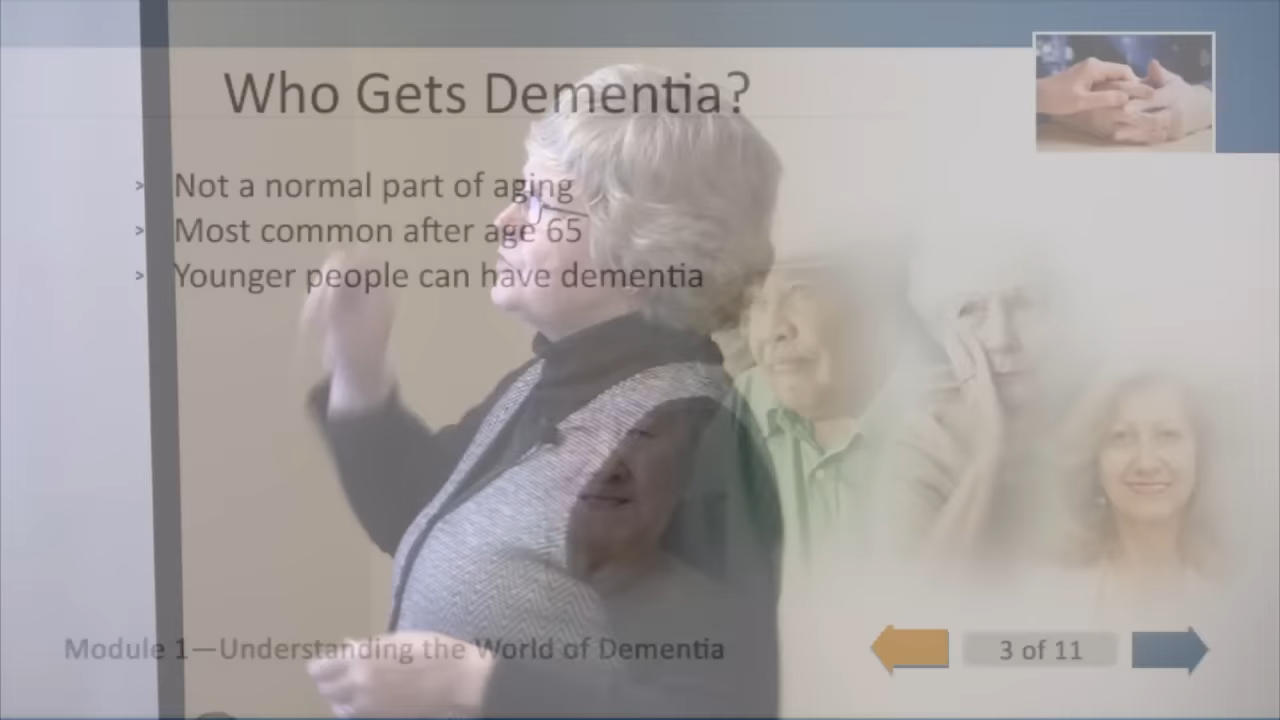 Who Gets Dementia?
> Not a normal part of aging
> Most common after age 65
> Younger people can have dementia
Module 1—Understanding the World of Dementia
3 of 11